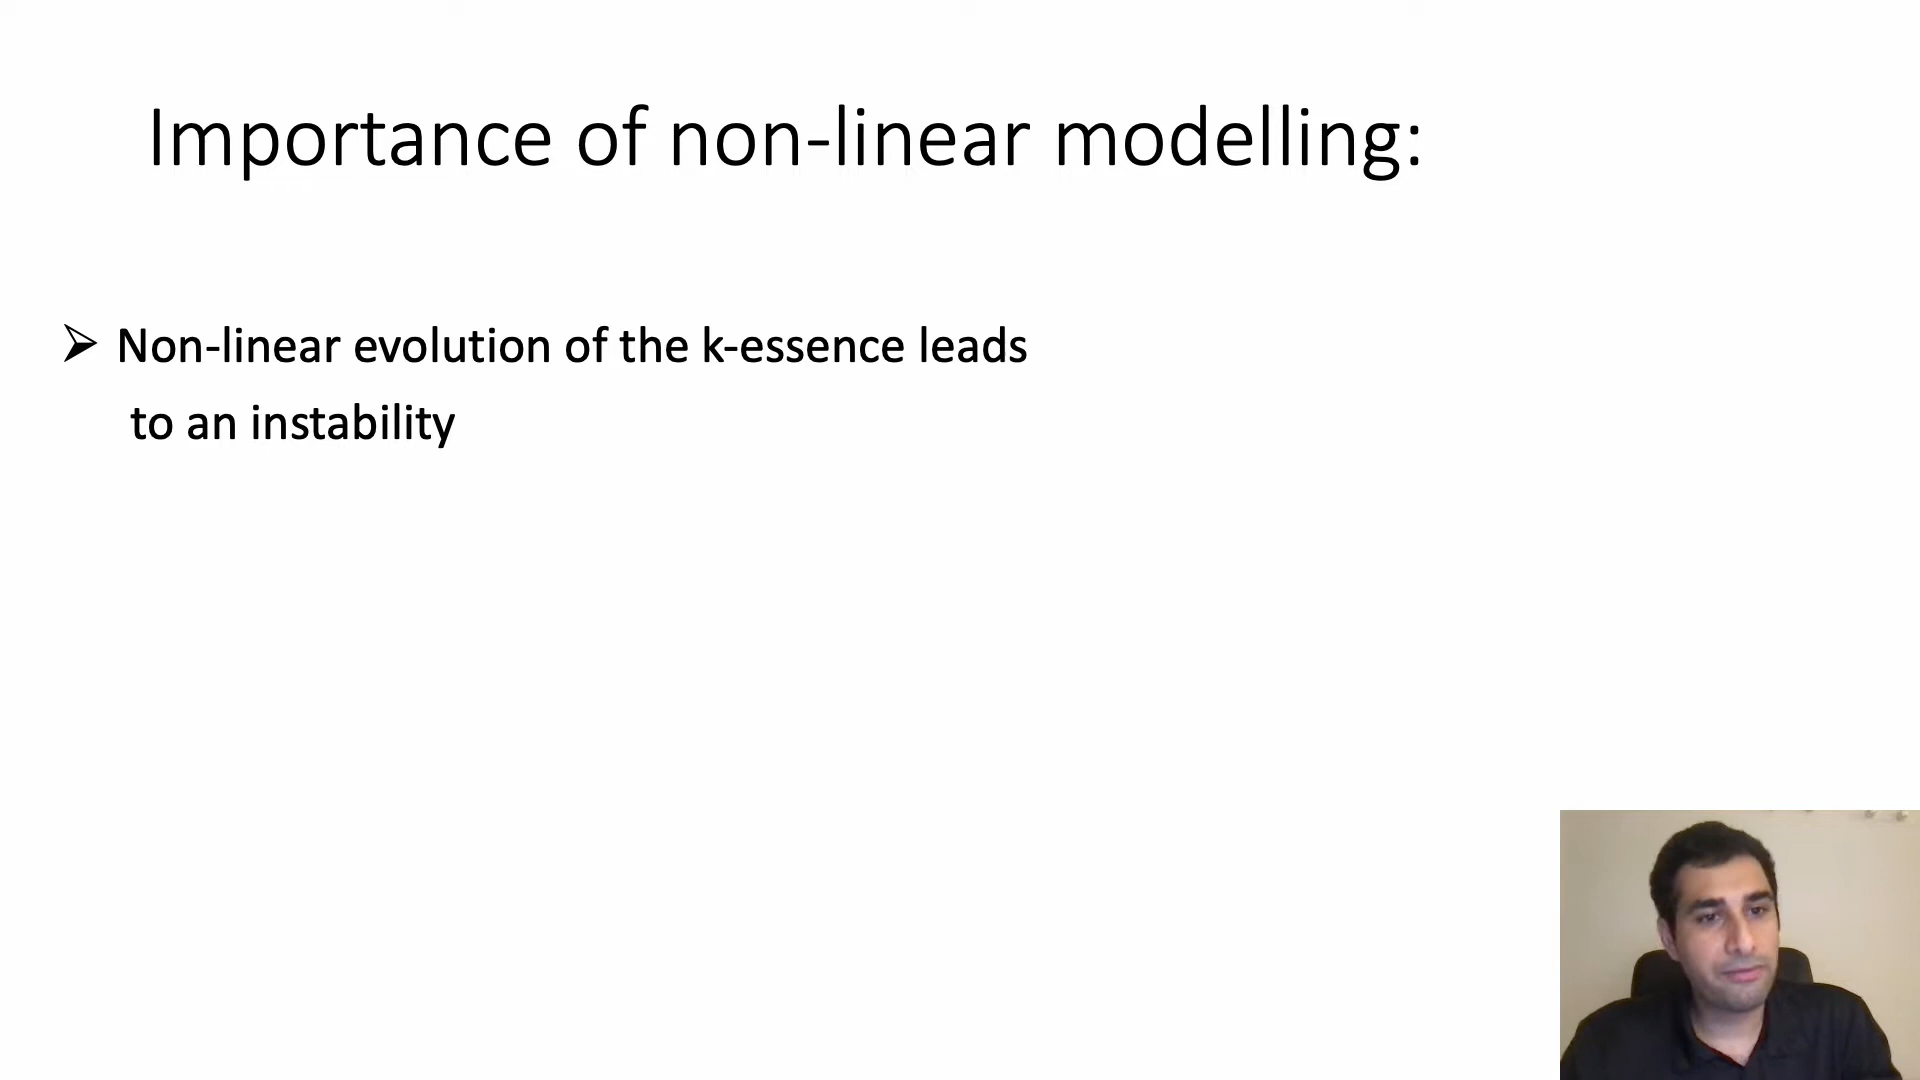 Importance of non-linear modelling:
Non-linear evolution of the k-essence leads
to an instability